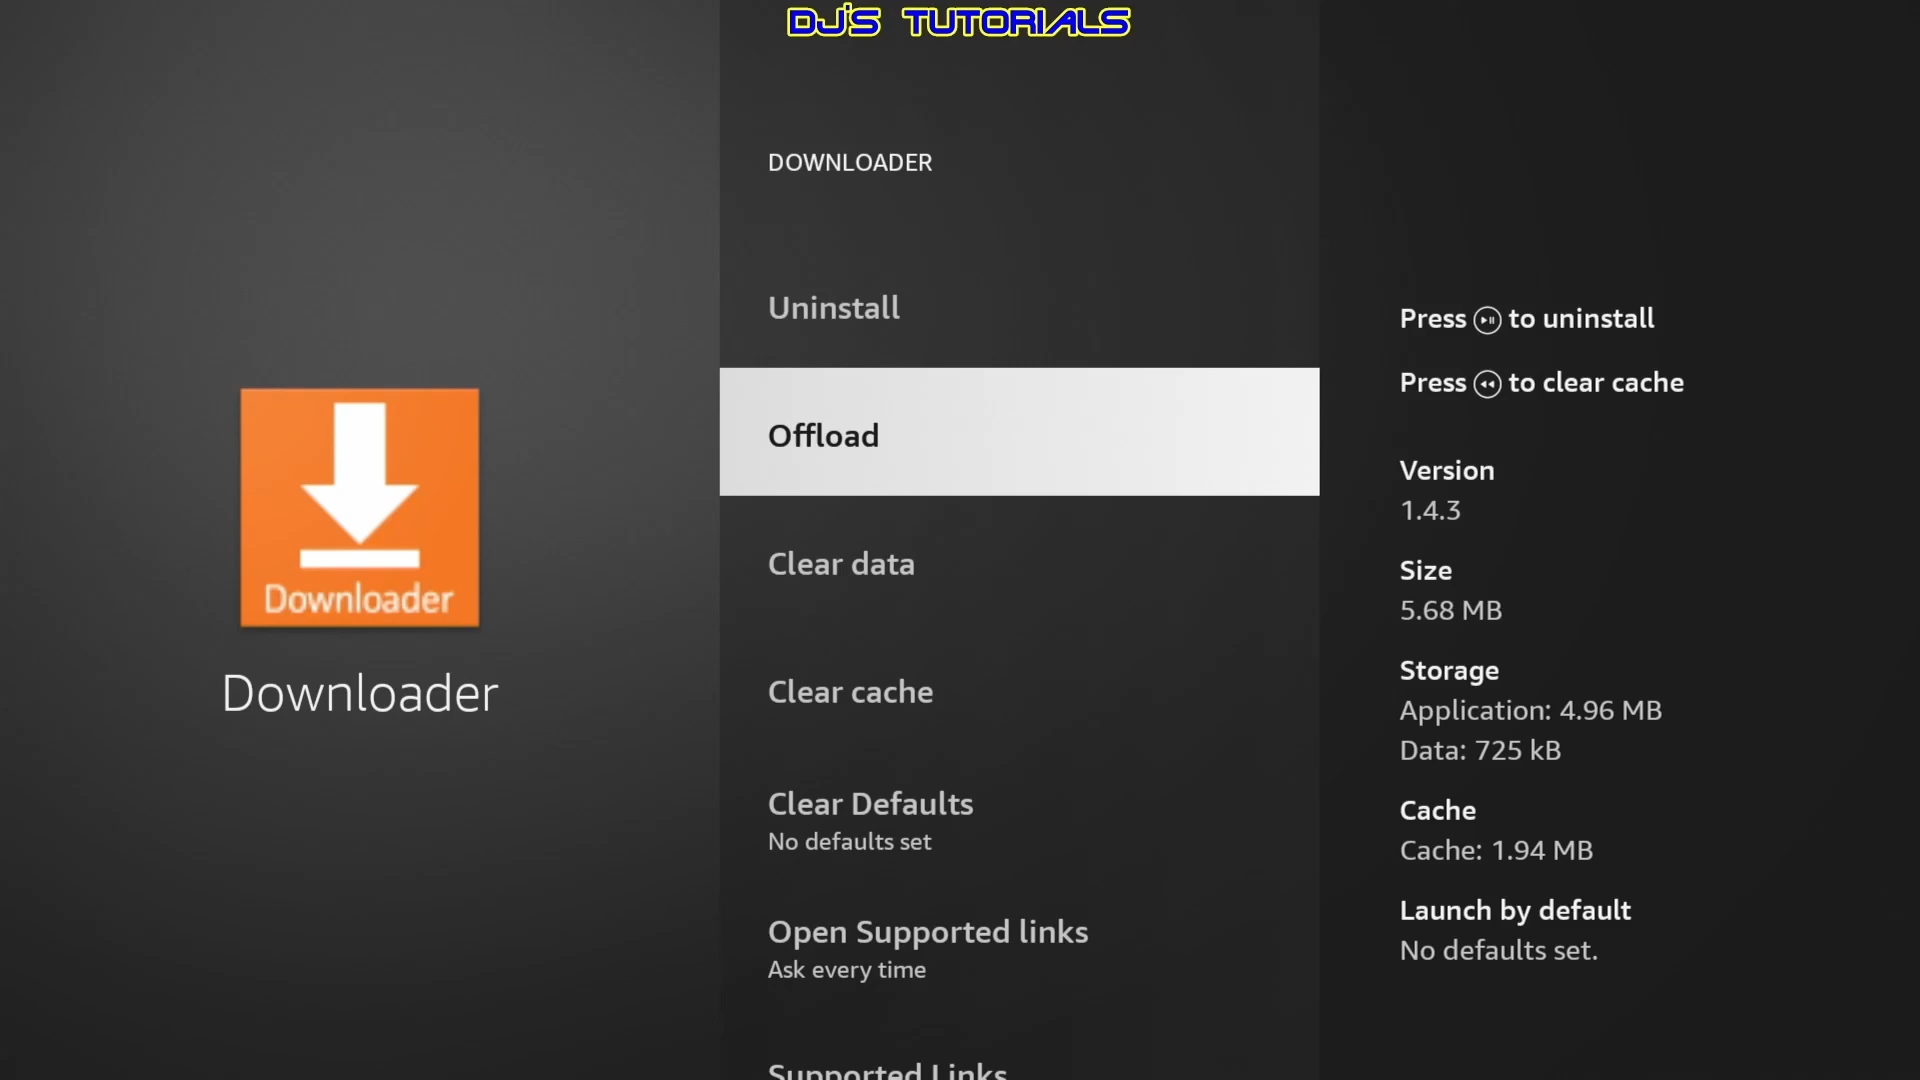 DJ'S TUTORIALS
DOWNLOADER
Uninstall
Offload
Clear data
Clear cache
Clear Defaults
No defaults set
Open Supported links
Ask every time
Supported Links
Downloader
Downloader
Press to uninstall
Press to clear cache
Version
1.4.3
Size
5.68 MB
Storage
Application: 4.96 MB
Data: 725 kB
Cache
Cache: 1.94 MB
Launch by default
No defaults set.